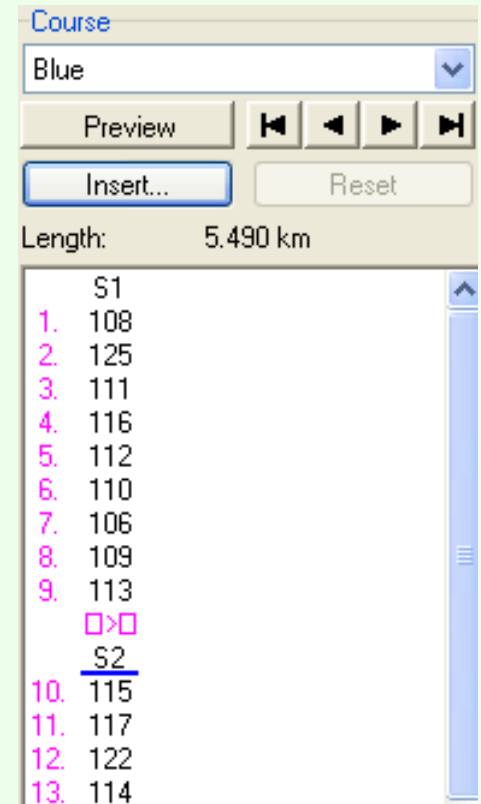 Course
Blue
Preview
Insert... Reset
Length: 5.490 km
S1
1. 108
2. 125
3. 111
4. 116
5. 112
6. 110
7. 106
8. 109
9. 113
□>□
S2
10. 115
11. 117
12. 122
13. 114